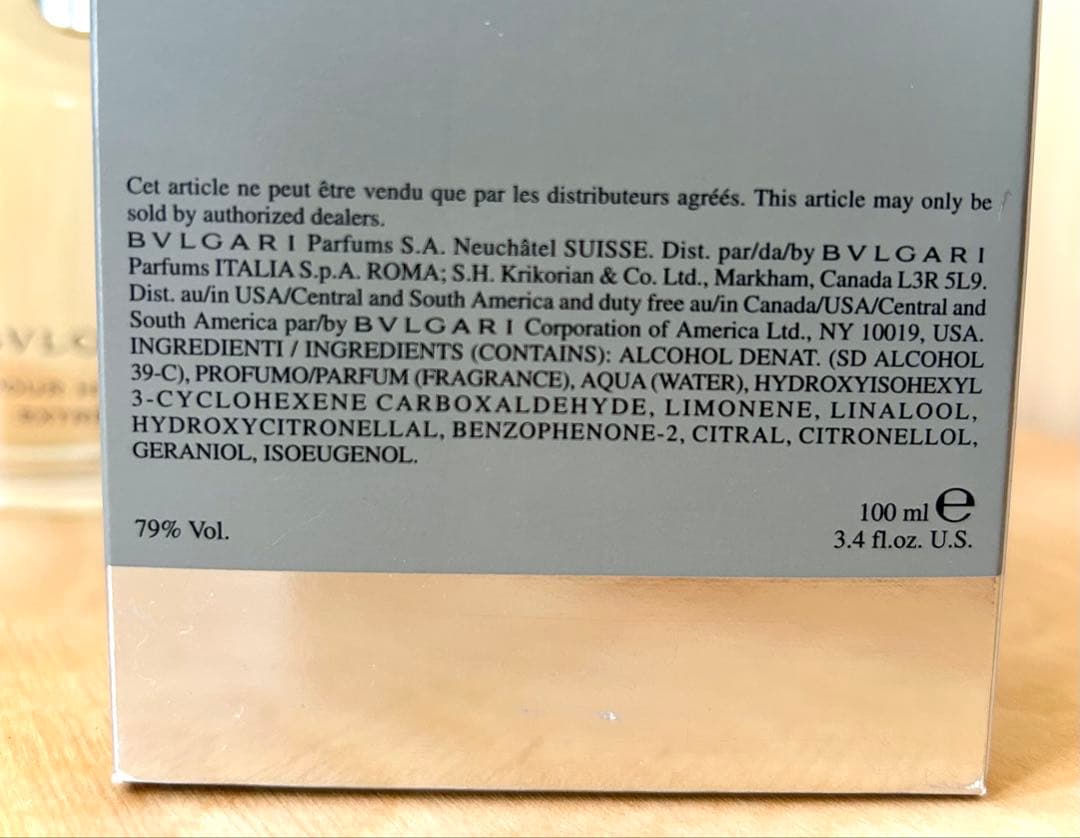 Cet article ne peut être vendu que par les distributeurs agréés. This article may only be
sold by authorized dealers.
BVLGARI Parfums S.A. Neuchâtel SUISSE. Dist. par/da/by BVLGARI
Parfums ITALIA S.p.A. ROMA; S.H. Krikorian & Co. Ltd., Markham, Canada L3R 5L9.
Dist. au/in USA/Central and South America and duty free au/in Canada/USA/Central and
South America par/by BVLGARI Corporation of America Ltd., NY 10019, USA.
INGREDIENTI / INGREDIENTS (CONTAINS): ALCOHOL DENAT. (SD ALCOHOL
39-C), PROFUMO/PARFUM (FRAGRANCE), AQUA (WATER), HYDROXYISOHEXYL
3-CYCLOHEXENE CARBOXALDEHYDE, LIMONENE, LINALOOL,
HYDROXYCITRONELLAL, BENZOPHENONE-2, CITRAL, CITRONELLOL,
GERANIOL, ISOEUGENOL.
79% Vol.
100 ml e
3.4 fl.oz. U.S.